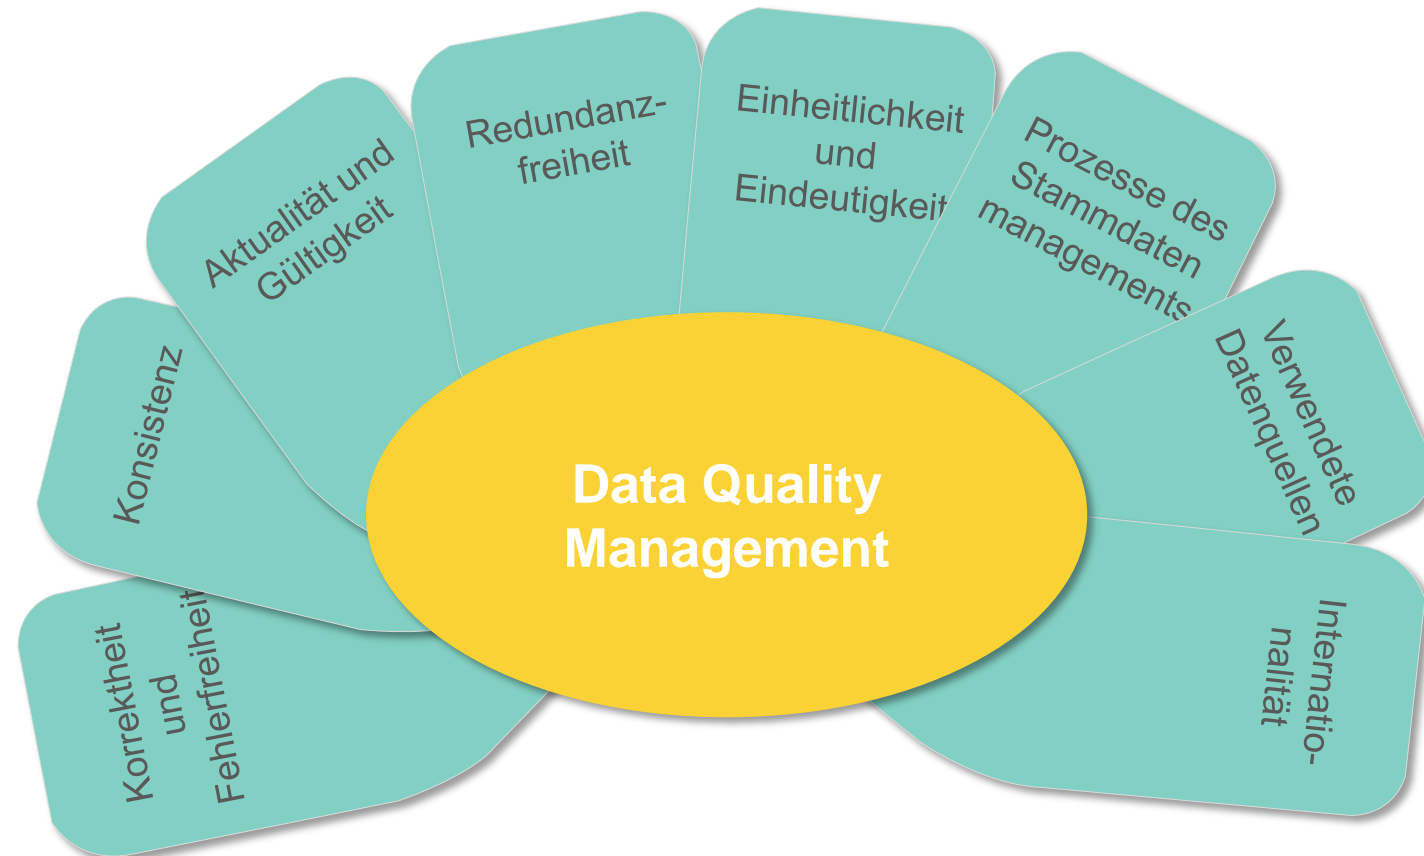 Korrektheit
und
Fehlerfreiheit
Konsistenz
Aktualität und
Gültigkeit
Redundanz-
freiheit
Einheitlichkeit
und
Eindeutigkeit
Prozesse des
Stammdaten
managements
Verwendete
Datenquellen
Internatio-
nalität
Data Quality
Management